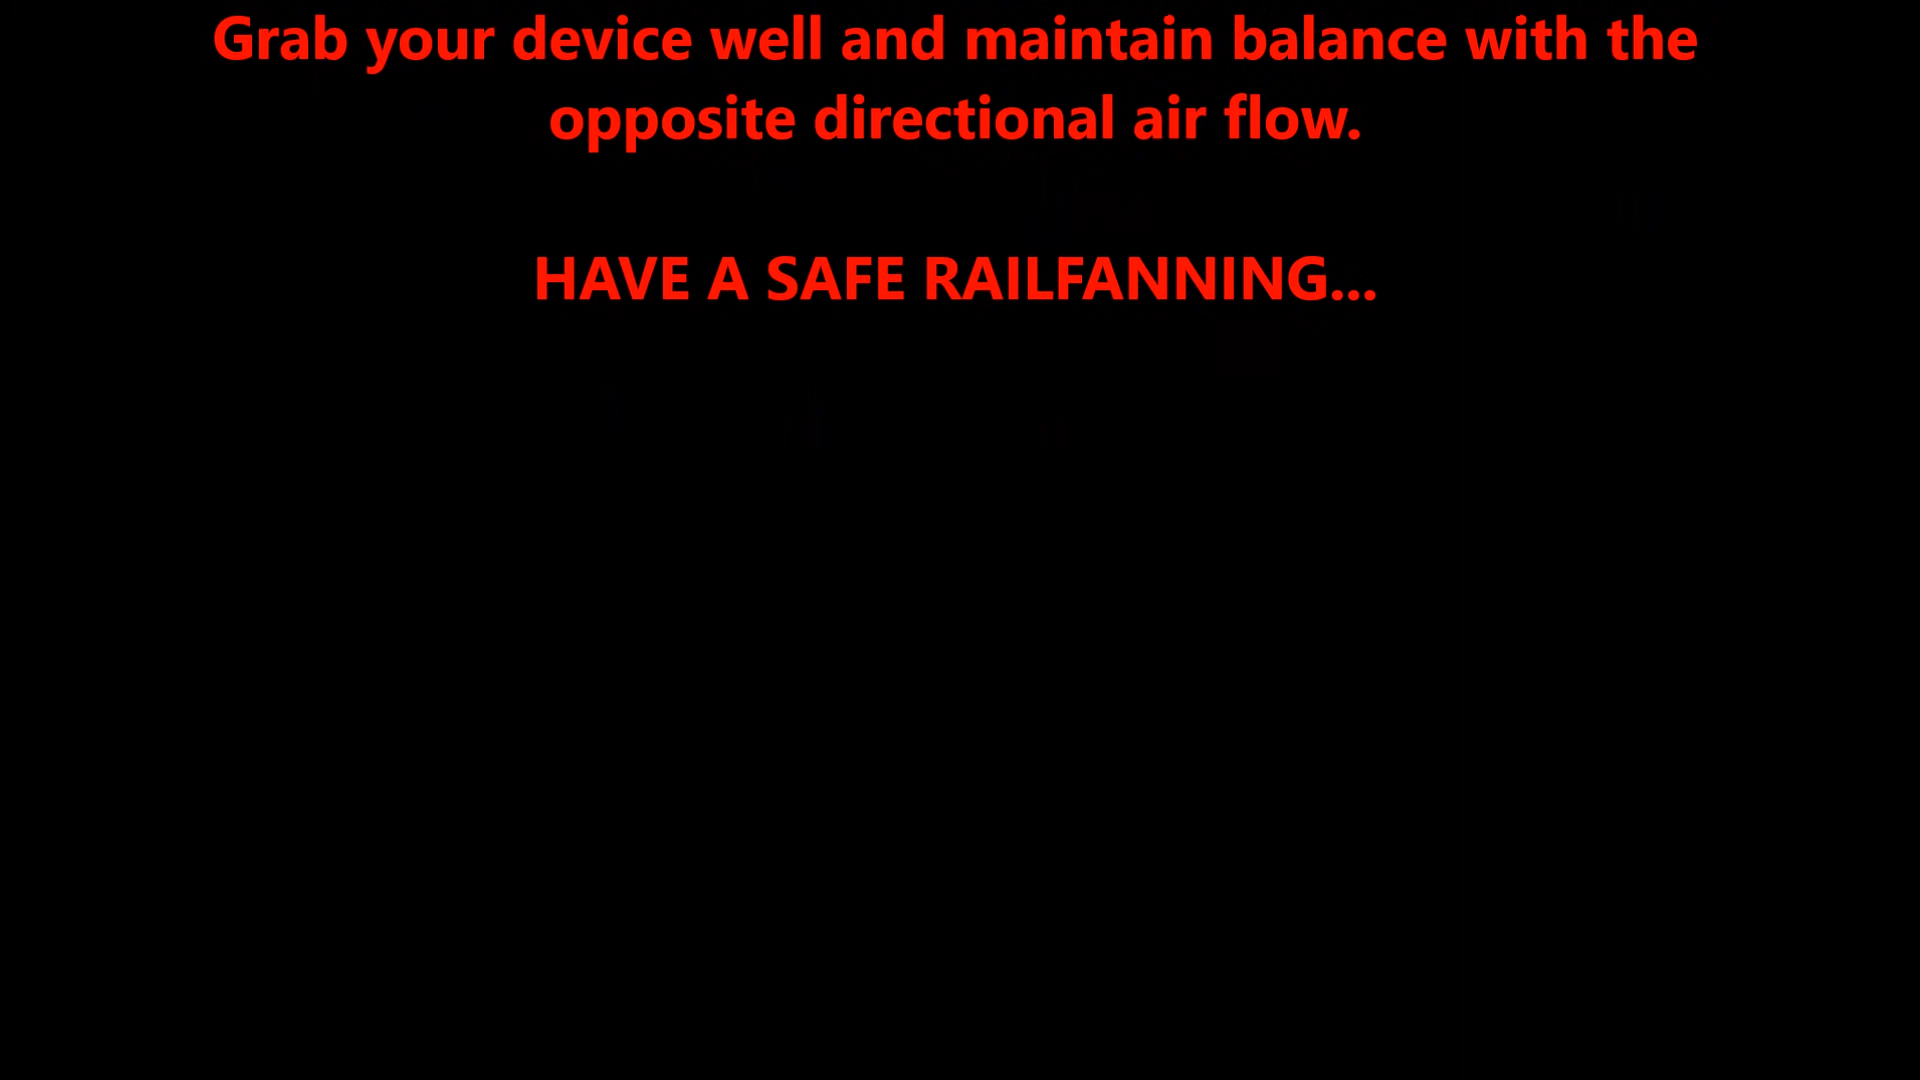 Grab your device well and maintain balance with the
opposite directional air flow.
HAVE A SAFE RAILFANNING...